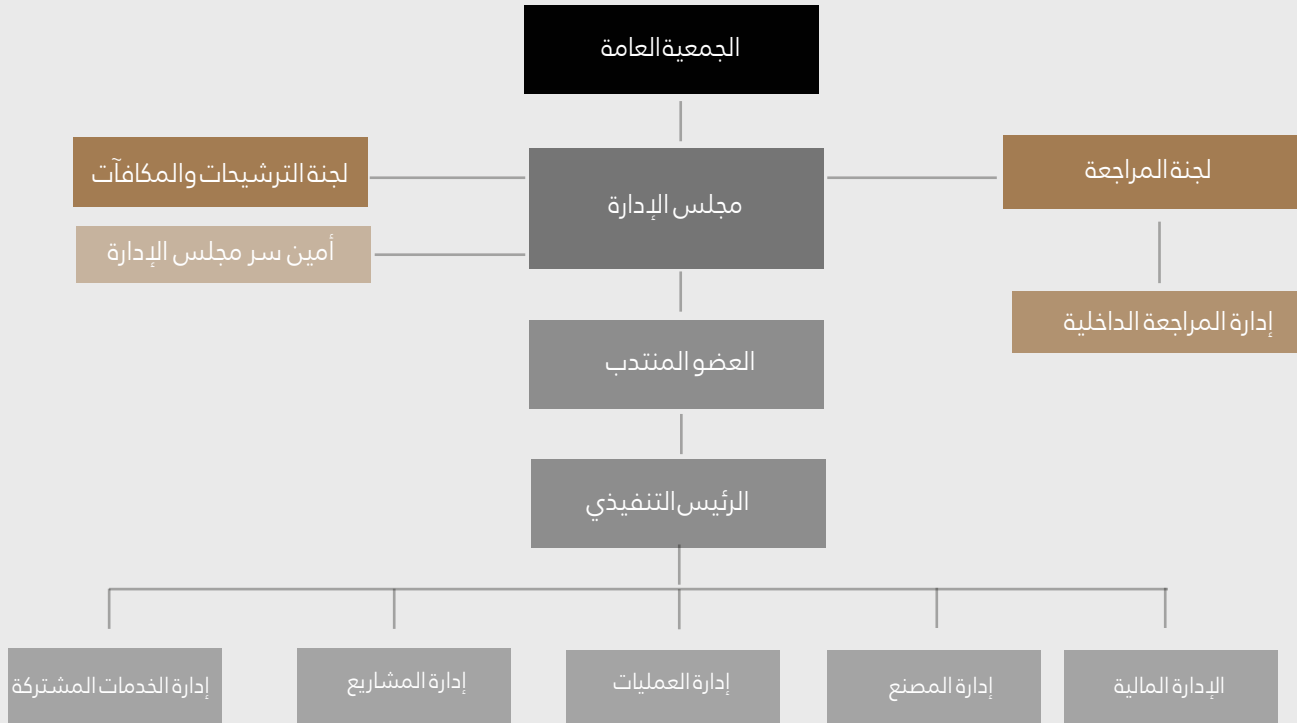 الجمعية العامة
لجنة المراجعة
مجلس الإدارة
لجنة الترشيحات والمكافآت
أمين سر مجلس الإدارة
إدارة المراجعة الداخلية
العضو المنتدب
الرئيس التنفيذي
الإدارة المالية
إدارة المصنع
إدارة العمليات
إدارة المشاريع
إدارة الخدمات المشتركة